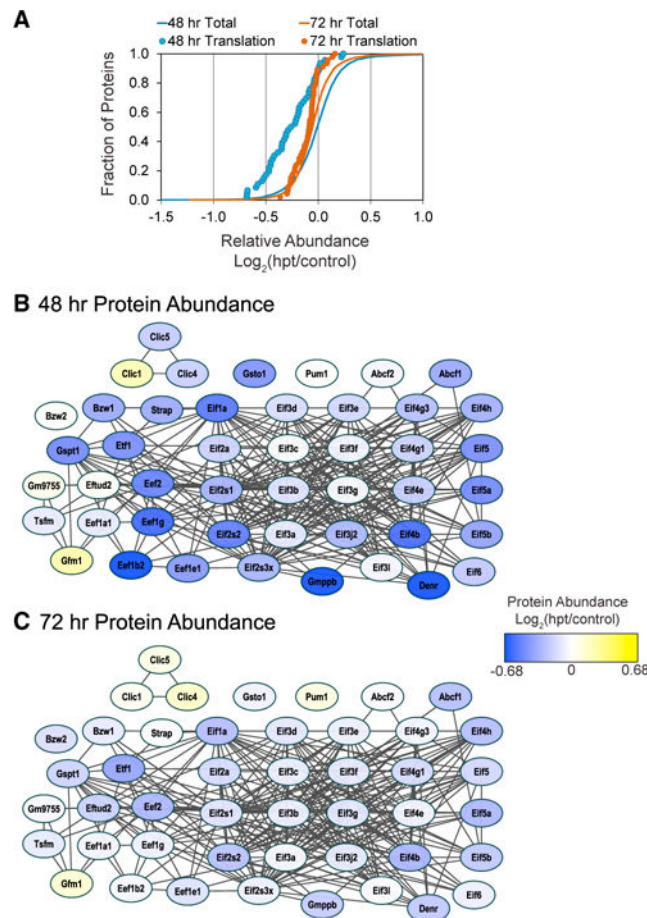 A
48 hr Total 72 hr Total
48 hr Translation 72 hr Translation
Fraction of Proteins
1.0
0.8
0.6
0.4
0.2
0.0
-1.5 -1.0 -0.5 0.0 0.5 1.0
Relative Abundance
Log2(hpt/control)
B 48 hr Protein Abundance
Clic5
Clic1 Clic4 Gsto1 Pum1 Abcf2 Abcf1
Bzw2 Bzw1 Strap Eif1a Eif3d Eif3e Eif4g3 Eif4h
Gspt1 Etf1 Eif2a Eif3c Eif3f Eif4g1 Eif5
Gm9755 Eftud2 Eef2 Eif2s1 Eif3b Eif3g Eif4e Eif5a
Tsfm Eef1a1 Eef1g Eif2s2 Eif3a Eif3j2 Eif4b Eif5b
Gfm1 Eef1b2 Eef1e1 Eif2s3x Gmppb Eif3l Denr Eif6
Protein Abundance
Log2(hpt/control)
-0.68 0 0.68
C 72 hr Protein Abundance
Clic5
Clic1 Clic4 Gsto1 Pum1 Abcf2 Abcf1
Bzw2 Bzw1 Strap Eif1a Eif3d Eif3e Eif4g3 Eif4h
Gspt1 Etf1 Eif2a Eif3c Eif3f Eif4g1 Eif5
Gm9755 Eftud2 Eef2 Eif2s1 Eif3b Eif3g Eif4e Eif5a
Tsfm Eef1a1 Eef1g Eif2s2 Eif3a Eif3j2 Eif4b Eif5b
Gfm1 Eef1b2 Eef1e1 Eif2s3x Gmppb Eif3l Denr Eif6